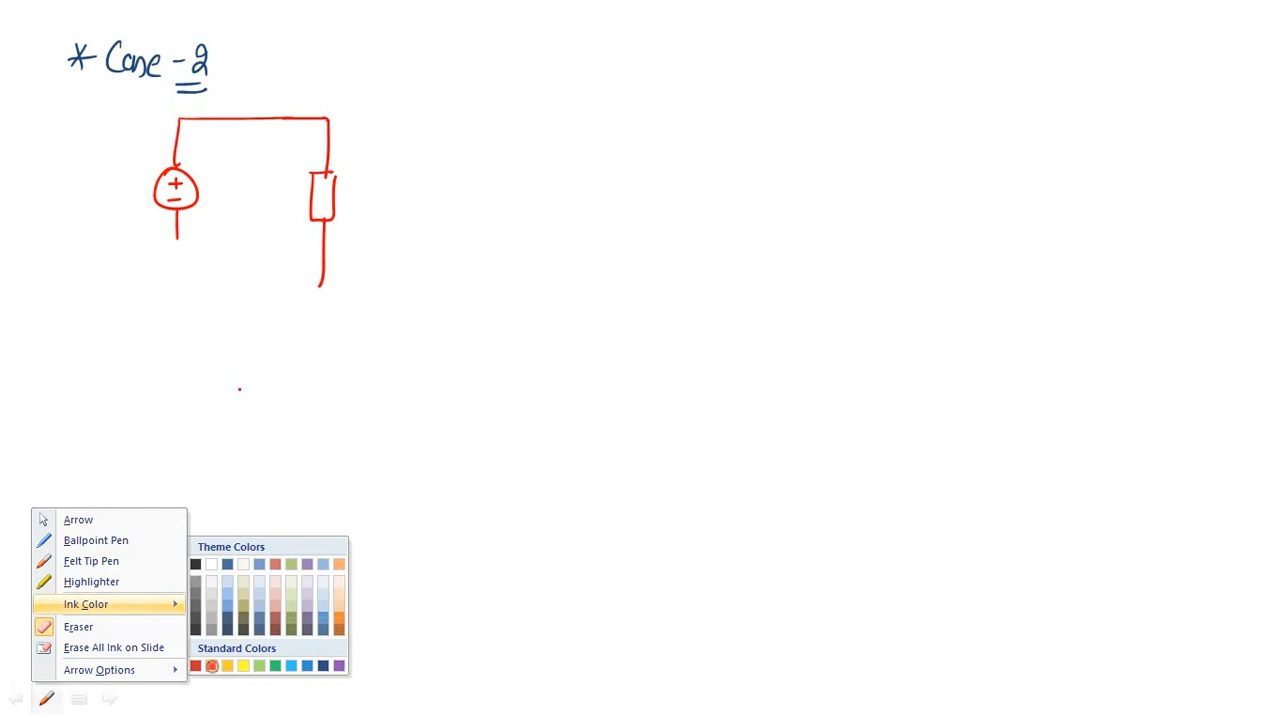 * Case - 2
+
-
Arrow
Ballpoint Pen
Felt Tip Pen
Highlighter
Ink Color
Eraser
Erase All Ink on Slide
Arrow Options
Theme Colors
Standard Colors